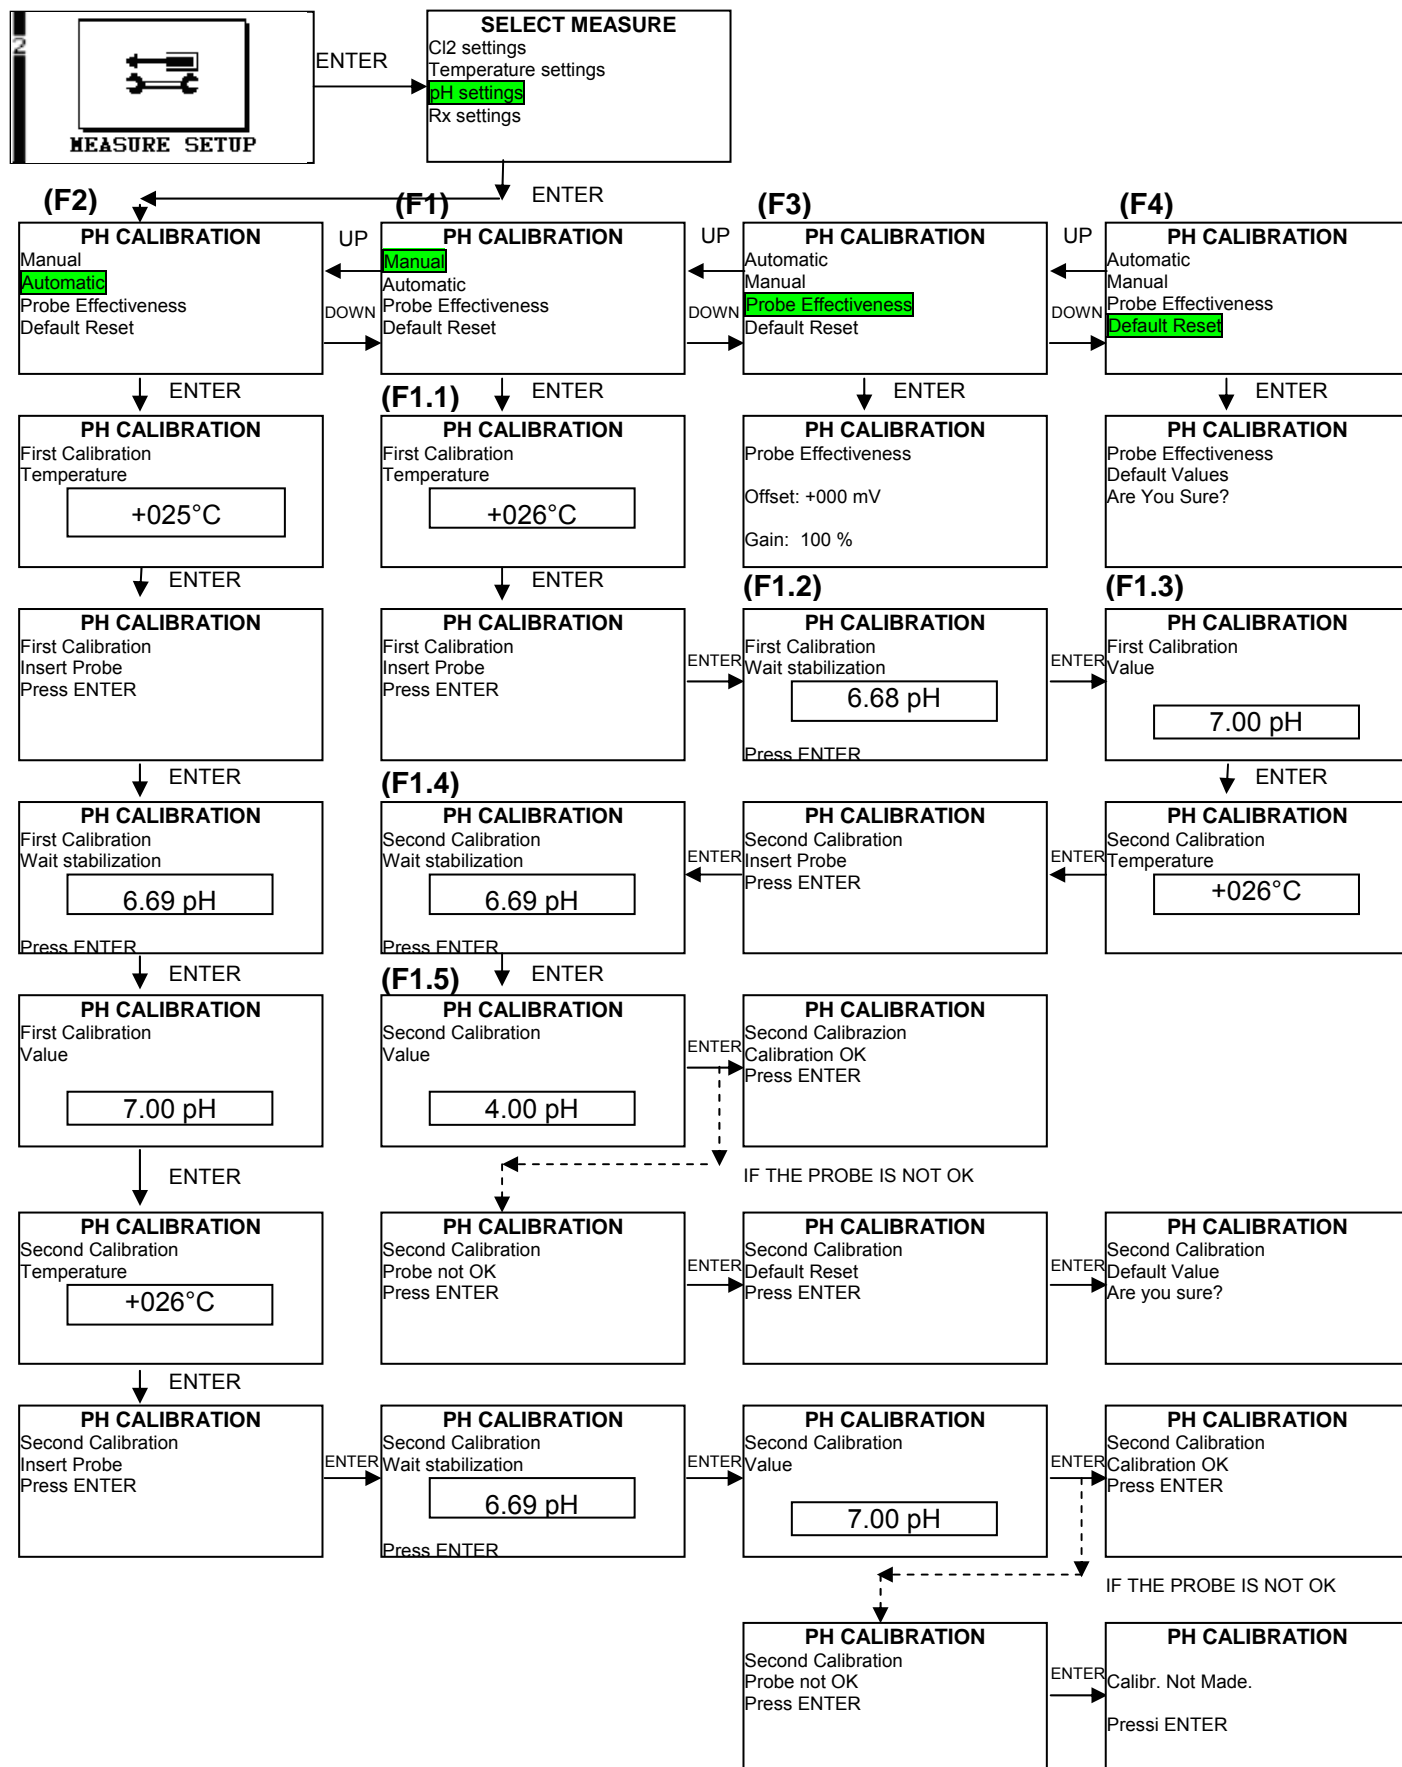 2
MEASURE SETUP
ENTER
SELECT MEASURE
Cl2 settings
Temperature settings
pH settings
Rx settings
ENTER
(F2)
PH CALIBRATION
Manual
Automatic
Probe Effectiveness
Default Reset
UP
DOWN
(F1)
PH CALIBRATION
Manual
Automatic
Probe Effectiveness
Default Reset
UP
DOWN
(F3)
PH CALIBRATION
Automatic
Manual
Probe Effectiveness
Default Reset
UP
DOWN
(F4)
PH CALIBRATION
Automatic
Manual
Probe Effectiveness
Default Reset
ENTER
ENTER
ENTER
ENTER
PH CALIBRATION
First Calibration
Temperature
+025°C
(F1.1)
PH CALIBRATION
First Calibration
Temperature
+026°C
PH CALIBRATION
Probe Effectiveness
Offset: +000 mV
Gain: 100 %
PH CALIBRATION
Probe Effectiveness
Default Values
Are You Sure?
ENTER
ENTER
PH CALIBRATION
First Calibration
Insert Probe
Press ENTER
PH CALIBRATION
First Calibration
Insert Probe
Press ENTER
ENTER
(F1.2)
PH CALIBRATION
First Calibration
Wait stabilization
6.68 pH
Press ENTER
ENTER
(F1.3)
PH CALIBRATION
First Calibration
Value
7.00 pH
ENTER
ENTER
PH CALIBRATION
First Calibration
Wait stabilization
6.69 pH
Press ENTER
(F1.4)
PH CALIBRATION
Second Calibration
Wait stabilization
6.69 pH
Press ENTER
ENTER
PH CALIBRATION
Second Calibration
Insert Probe
Press ENTER
ENTER
PH CALIBRATION
Second Calibration
Temperature
+026°C
ENTER
ENTER
PH CALIBRATION
First Calibration
Value
7.00 pH
(F1.5)
PH CALIBRATION
Second Calibration
Value
4.00 pH
ENTER
PH CALIBRATION
Second Calibrazion
Calibration OK
Press ENTER
ENTER
IF THE PROBE IS NOT OK
PH CALIBRATION
Second Calibration
Temperature
+026°C
PH CALIBRATION
Second Calibration
Probe not OK
Press ENTER
ENTER
PH CALIBRATION
Second Calibration
Default Reset
Press ENTER
ENTER
PH CALIBRATION
Second Calibration
Default Value
Are you sure?
ENTER
PH CALIBRATION
Second Calibration
Insert Probe
Press ENTER
ENTER
PH CALIBRATION
Second Calibration
Wait stabilization
6.69 pH
Press ENTER
ENTER
PH CALIBRATION
Second Calibration
Value
7.00 pH
ENTER
PH CALIBRATION
Second Calibration
Calibration OK
Press ENTER
IF THE PROBE IS NOT OK
PH CALIBRATION
Second Calibration
Probe not OK
Press ENTER
ENTER
PH CALIBRATION
Calibr. Not Made.
Pressi ENTER